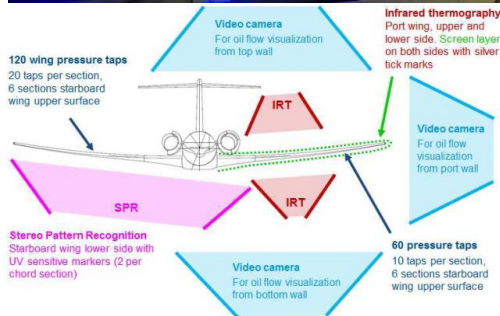 Video camera
For oil flow visualization
from top wall
Infrared thermography
Port wing, upper and
lower side. Screen layer
on both sides with silver
tick marks
120 wing pressure taps
20 taps per section,
6 sections starboard
wing upper surface
IRT
Video camera
For oil flow
visualization
from port wall
SPR
IRT
Stereo Pattern Recognition
Starboard wing lower side with
UV sensitive markers (2 per
chord section)
Video camera
For oil flow visualization
from bottom wall
60 pressure taps
10 taps per section,
6 sections starboard
wing upper surface